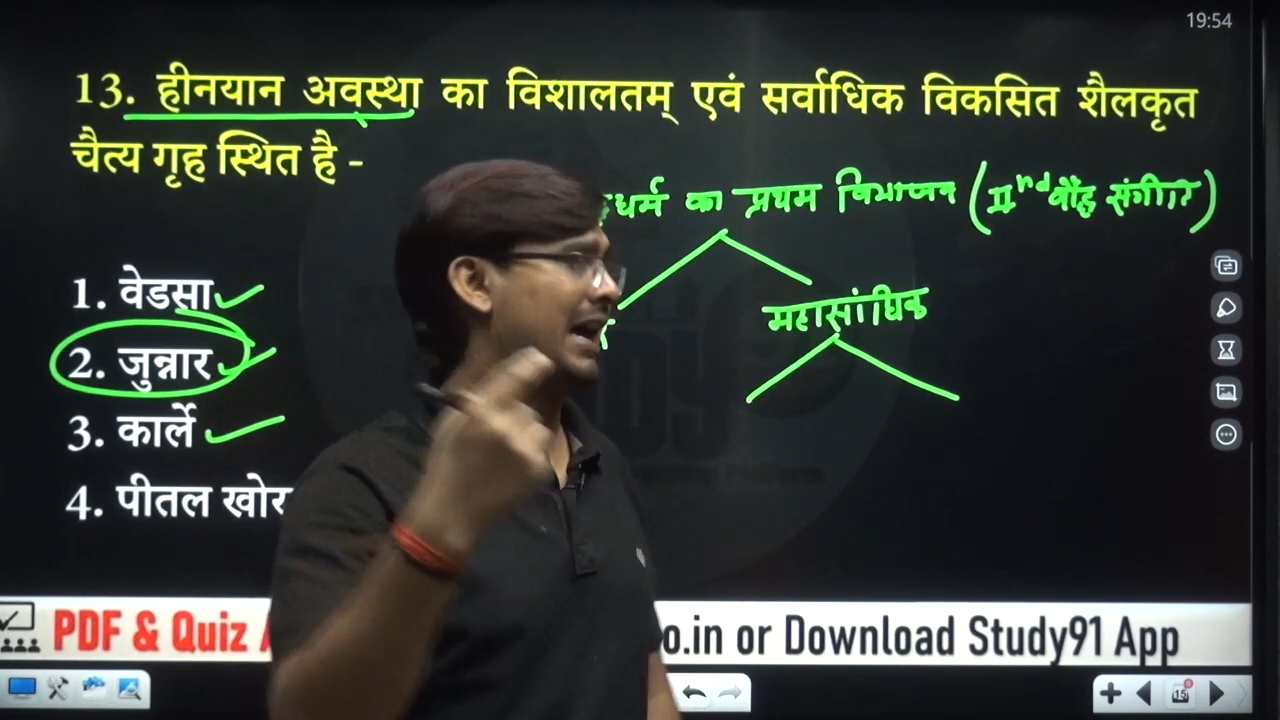 19:54
13. हीनयान अवस्था का विशालतम् एवं सर्वाधिक विकसित शैलकृत
चैत्य गृह स्थित है -
धर्म का प्रथम विभाजन (IInd बौद्ध संगीति)
महासांघिक
1. वेडसा
2. जुन्नार
3. कार्ले
4. पीतल खोर
PDF & Quiz
o.in or Download Study91 App
15